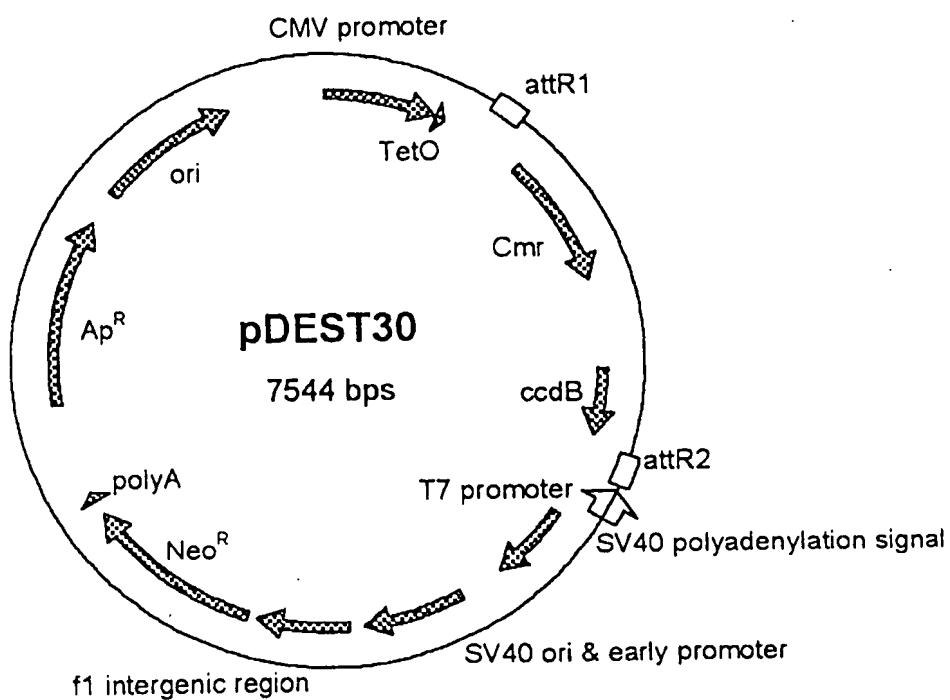 CMV promoter
attR1
TetO
ori
Cmr
Ap^R
pDEST30
7544 bps
ccdB
attR2
polyA
T7 promoter
Neo^R
SV40 polyadenylation signal
SV40 ori & early promoter
f1 intergenic region